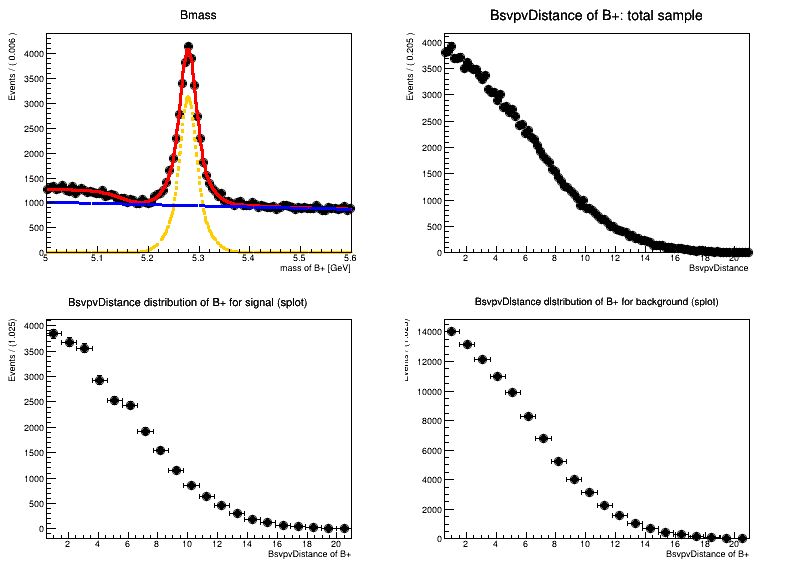 Bmass
Events / ( 0.006 )
4000
3500
3000
2500
2000
1500
1000
500
0
5 5.1 5.2 5.3 5.4 5.5 5.6
mass of B+ [GeV]
BsvpvDistance of B+: total sample
Events / ( 0.205 )
4000
3500
3000
2500
2000
1500
1000
500
0
2 4 6 8 10 12 14 16 18 20
BsvpvDistance
BsvpvDistance distribution of B+ for signal (splot)
Events / (1.025)
4000
3500
3000
2500
2000
1500
1000
500
0
2 4 6 8 10 12 14 16 18 20
BsvpvDistance of B+
BsvpvDistance distribution of B+ for background (splot)
Events / (1.025)
14000
12000
10000
8000
6000
4000
2000
0
2 4 6 8 10 12 14 16 18 20
BsvpvDistance of B+